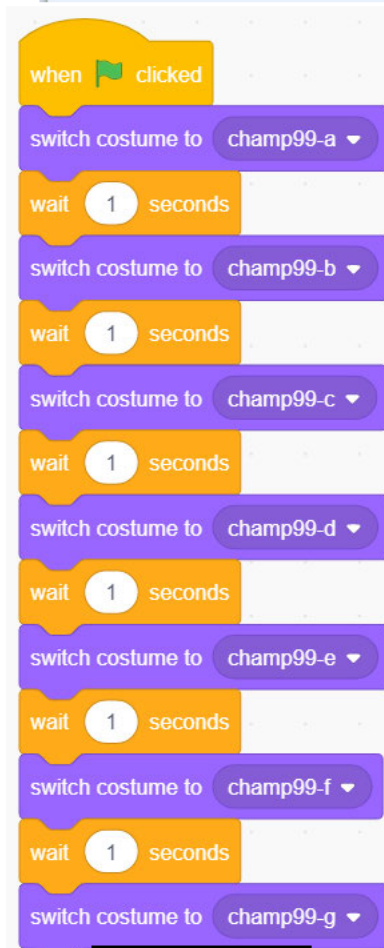 when clicked
switch costume to champ99-a
wait 1 seconds
switch costume to champ99-b
wait 1 seconds
switch costume to champ99-c
wait 1 seconds
switch costume to champ99-d
wait 1 seconds
switch costume to champ99-e
wait 1 seconds
switch costume to champ99-f
wait 1 seconds
switch costume to champ99-g